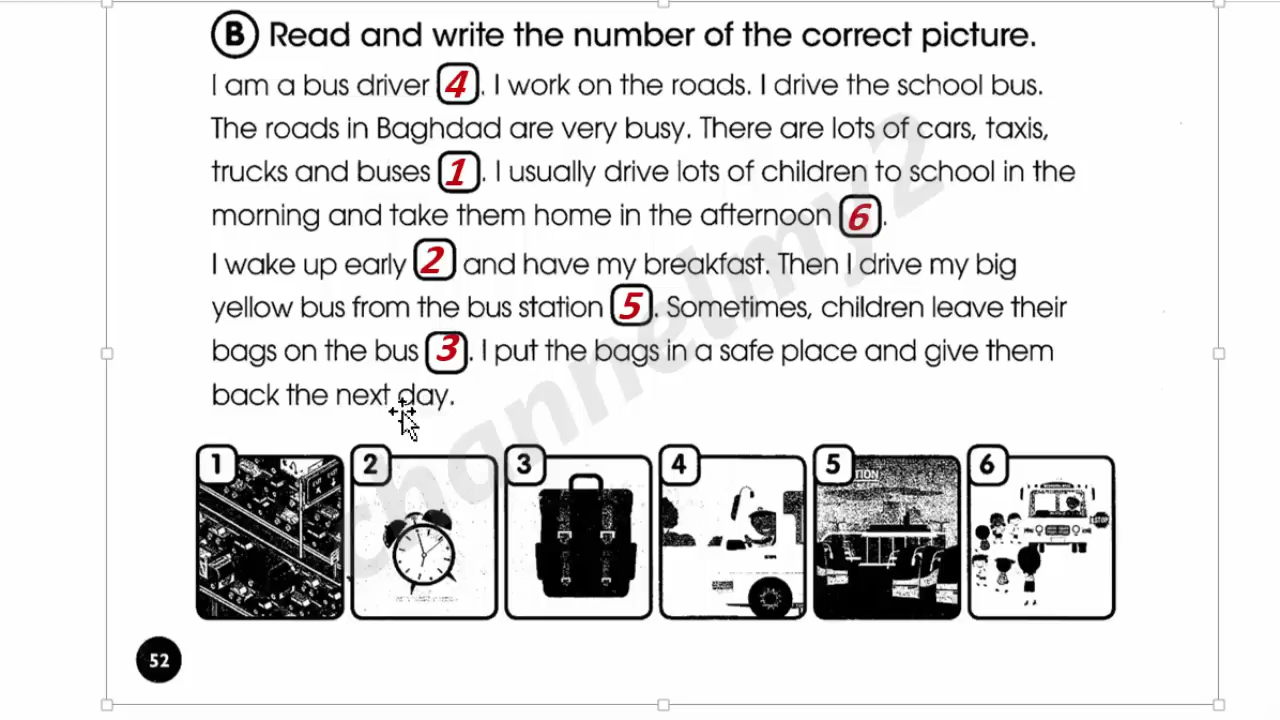 B Read and write the number of the correct picture.
I am a bus driver 4. I work on the roads. I drive the school bus.
The roads in Baghdad are very busy. There are lots of cars, taxis,
trucks and buses 1. I usually drive lots of children to school in the
morning and take them home in the afternoon 6.
I wake up early 2 and have my breakfast. Then I drive my big
yellow bus from the bus station 5. Sometimes, children leave their
bags on the bus 3. I put the bags in a safe place and give them
back the next day.
channelmy2
1 2 3 4 5 6
TION
STOP
52